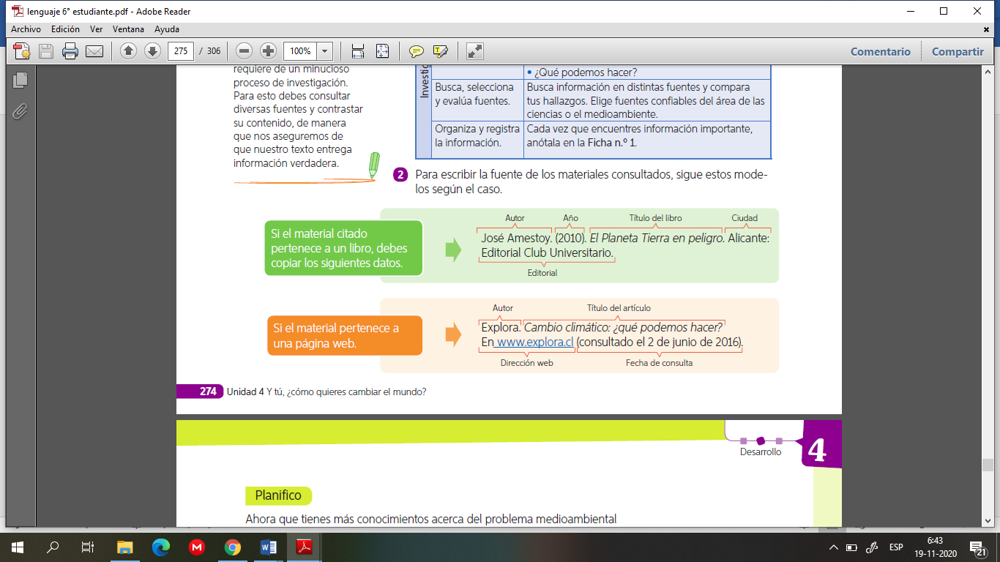 lenguaje 6° estudiante.pdf - Adobe Reader
Archivo Edición Ver Ventana Ayuda
275 / 306 100% Comentario Compartir
requiere de un minucioso
proceso de investigación.
Para esto debes consultar
diversas fuentes y contrastar
su contenido, de manera
que nos aseguremos de
que nuestro texto entrega
información verdadera.
Investig
• ¿Qué podemos hacer?
Busca, selecciona
y evalúa fuentes.
Busca información en distintas fuentes y compara
tus hallazgos. Elige fuentes confiables del área de las
ciencias o el medioambiente.
Organiza y registra
la información.
Cada vez que encuentres información importante,
anótala en la Ficha n.º 1.
2 Para escribir la fuente de los materiales consultados, sigue estos mode-
los según el caso.
Si el material citado
pertenece a un libro, debes
copiar los siguientes datos.
Autor Año Título del libro Ciudad
José Amestoy. (2010). El Planeta Tierra en peligro. Alicante:
Editorial Club Universitario.
Editorial
Si el material pertenece a
una página web.
Autor Título del artículo
Explora. Cambio climático: ¿qué podemos hacer?
En www.explora.cl (consultado el 2 de junio de 2016).
Dirección web Fecha de consulta
274 Unidad 4 Y tú, ¿cómo quieres cambiar el mundo?
Desarrollo
4
Planifico
Ahora que tienes más conocimientos acerca del problema medioambiental
ESP
6:43
19-11-2020
21